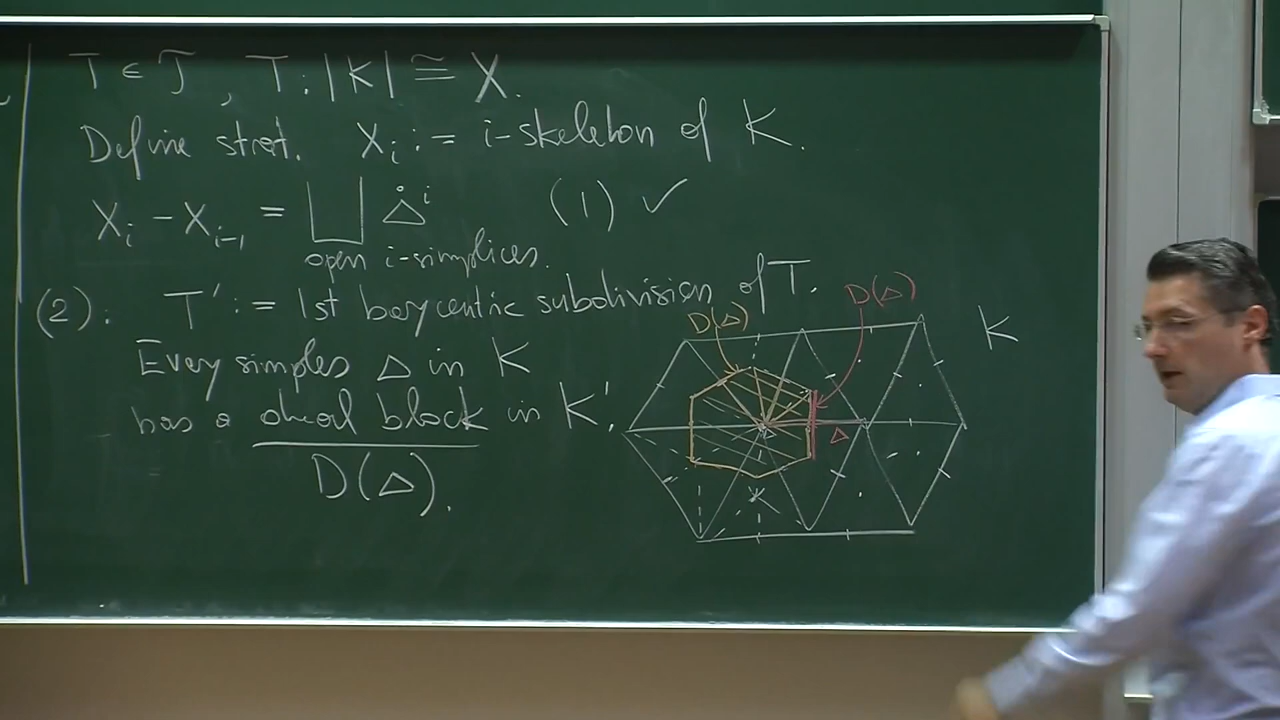 T ∈ 𝒯, T : |K| ≅ X.
Define strat. X_i := i-skeleton of K.
X_i − X_{i-1} = ⨆ Δ̊^i (1) ✓
open i-simplices.
(2): T' := 1st barycentric subdivision of T.
Every simplex Δ in K
has a dual block in K'.
D(Δ).
D(Δ)
D(Δ)
K
Δ